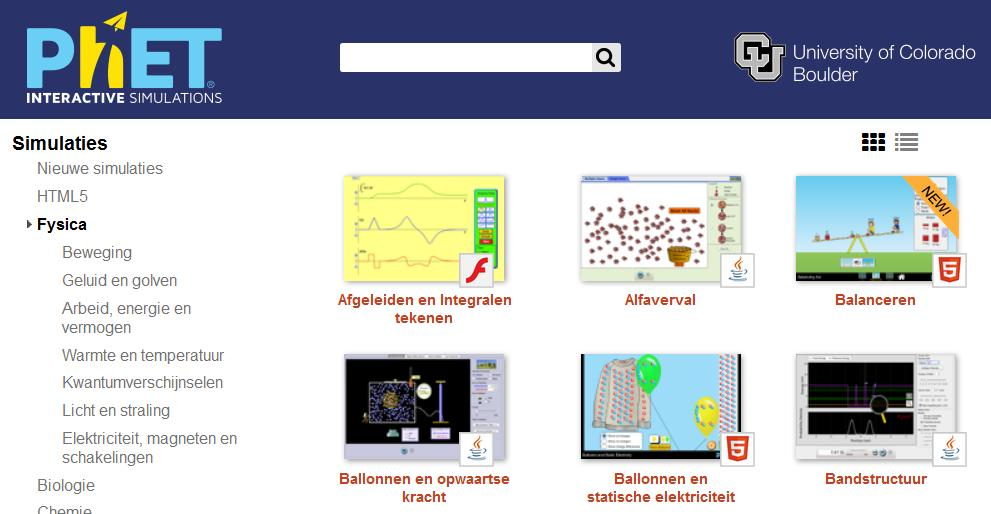 PhET®
INTERACTIVE SIMULATIONS
University of Colorado
Boulder
Simulaties
Nieuwe simulaties
HTML5
Fysica
Beweging
Geluid en golven
Arbeid, energie en
vermogen
Warmte en temperatuur
Kwantumverschijnselen
Licht en straling
Elektriciteit, magneten en
schakelingen
Biologie
Chemie
Afgeleiden en Integralen
tekenen
Alfaverval
NEW!
Balanceren
Ballonnen en opwaartse
kracht
Ballonnen en
statische elektriciteit
Bandstructuur